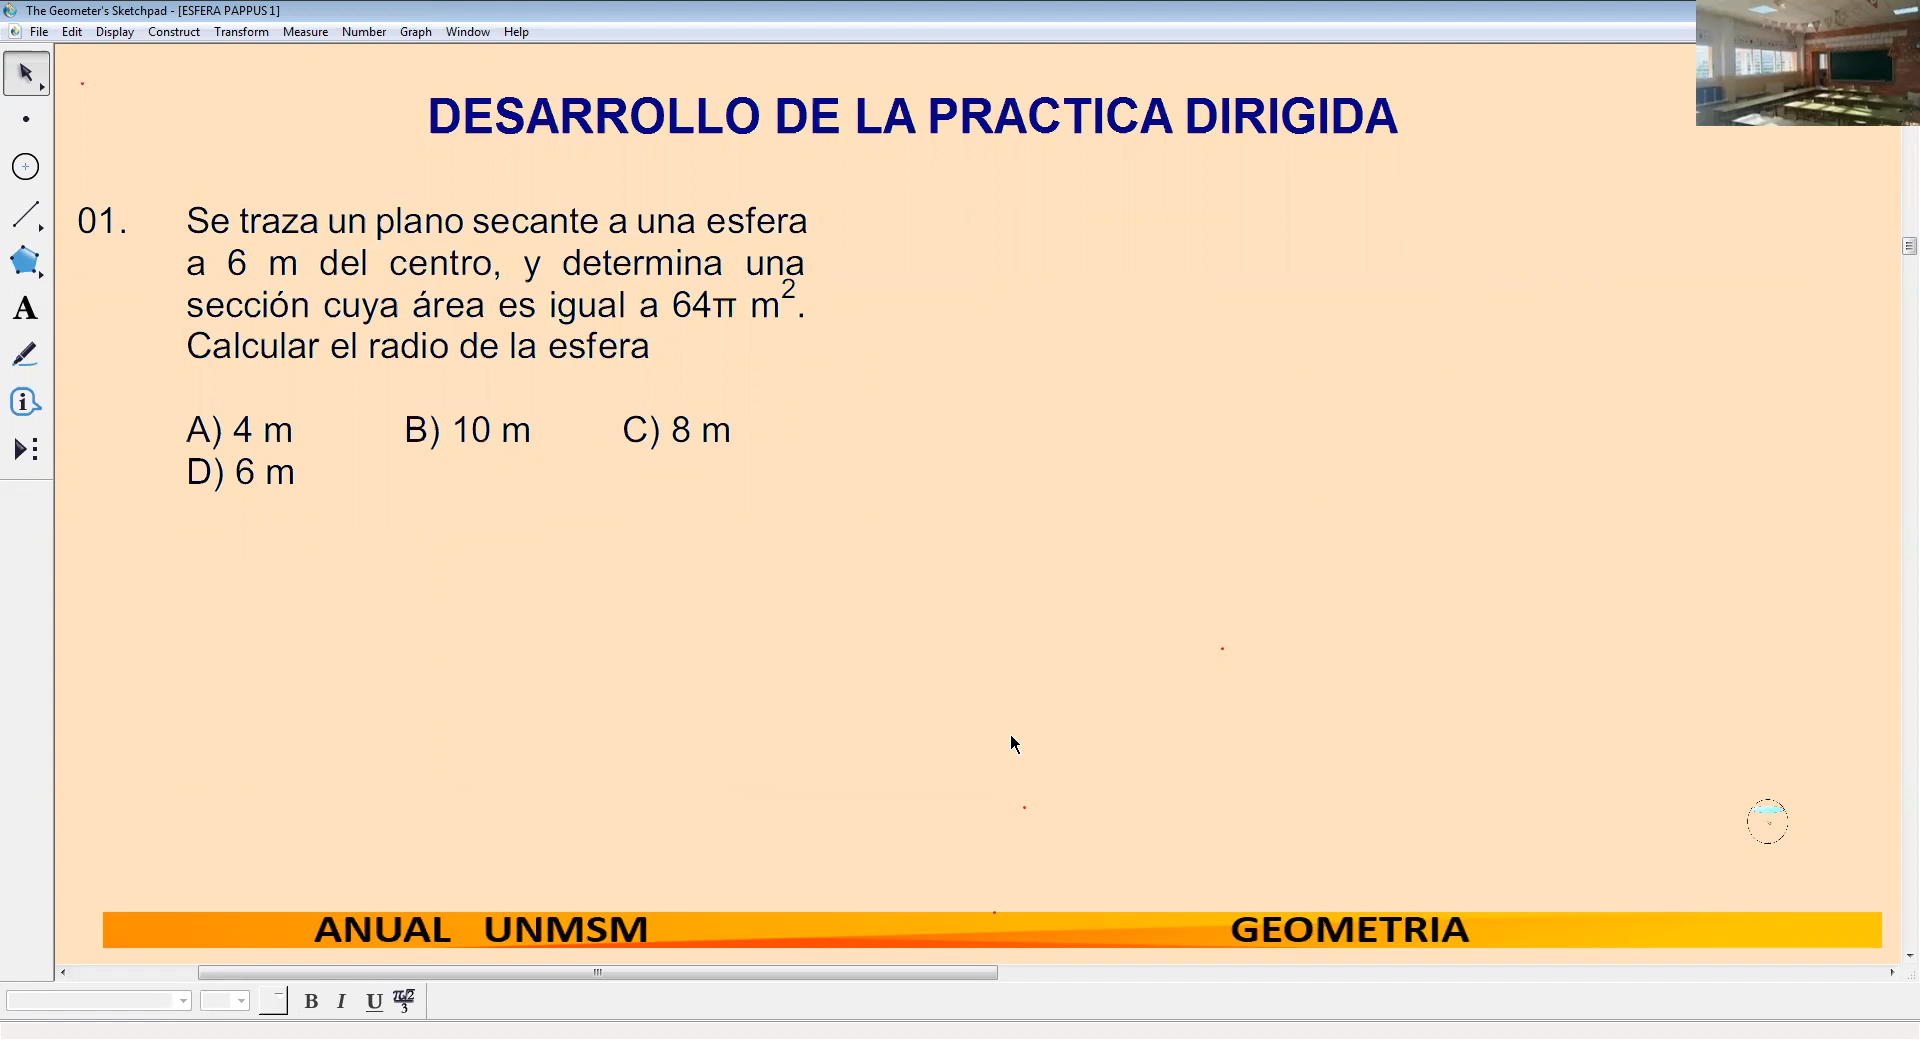 The Geometer's Sketchpad - [ESFERA PAPPUS 1]
File Edit Display Construct Transform Measure Number Graph Window Help
DESARROLLO DE LA PRACTICA DIRIGIDA
01. Se traza un plano secante a una esfera
a 6 m del centro, y determina una
sección cuya área es igual a 64π m².
Calcular el radio de la esfera
A) 4 m B) 10 m C) 8 m
D) 6 m
A
i
ANUAL UNMSM GEOMETRIA
B I U π√2/3